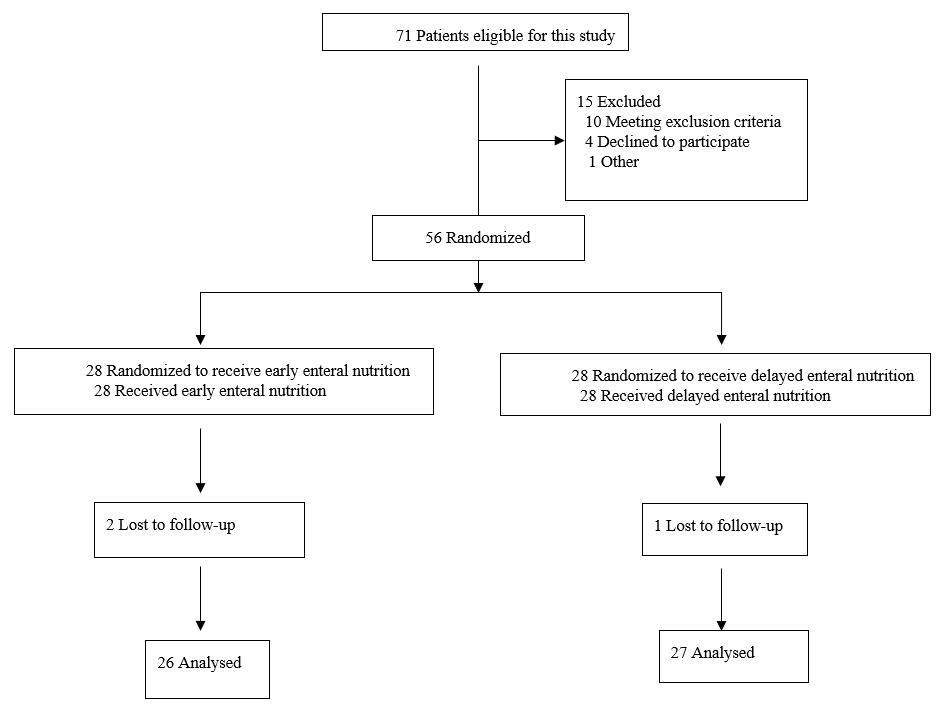 71 Patients eligible for this study
15 Excluded
10 Meeting exclusion criteria
4 Declined to participate
1 Other
56 Randomized
28 Randomized to receive early enteral nutrition
28 Received early enteral nutrition
28 Randomized to receive delayed enteral nutrition
28 Received delayed enteral nutrition
2 Lost to follow-up
1 Lost to follow-up
26 Analysed
27 Analysed